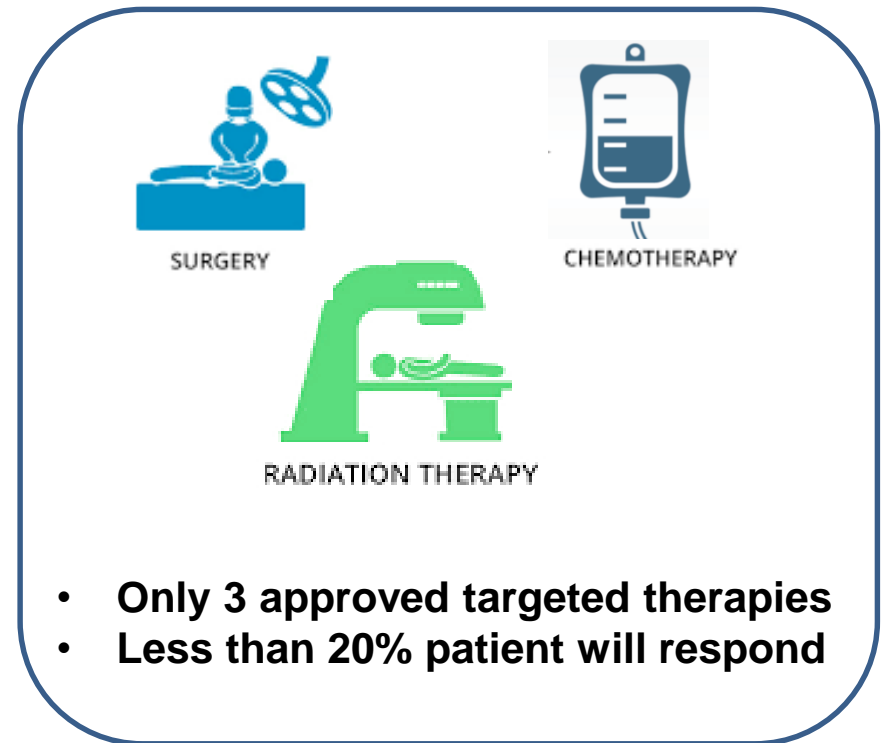 SURGERY
CHEMOTHERAPY
RADIATION THERAPY
• Only 3 approved targeted therapies
• Less than 20% patient will respond